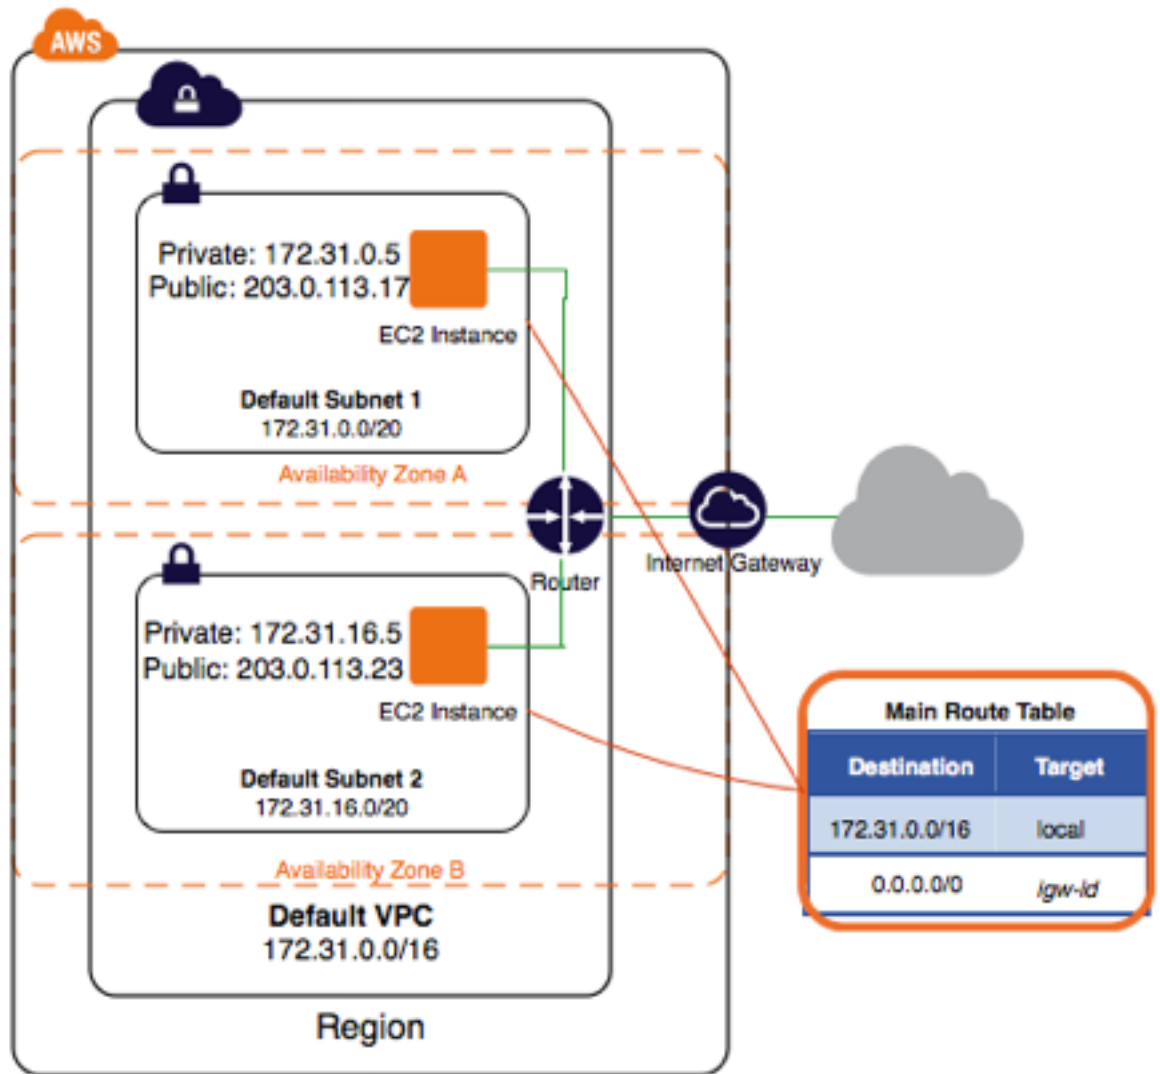 AWS
Private: 172.31.0.5
Public: 203.0.113.17
EC2 Instance
Default Subnet 1
172.31.0.0/20
Availability Zone A
Router
Internet Gateway
Private: 172.31.16.5
Public: 203.0.113.23
EC2 Instance
Default Subnet 2
172.31.16.0/20
Availability Zone B
Default VPC
172.31.0.0/16
Region
Main Route Table
Destination Target
172.31.0.0/16 local
0.0.0.0/0 igw-id